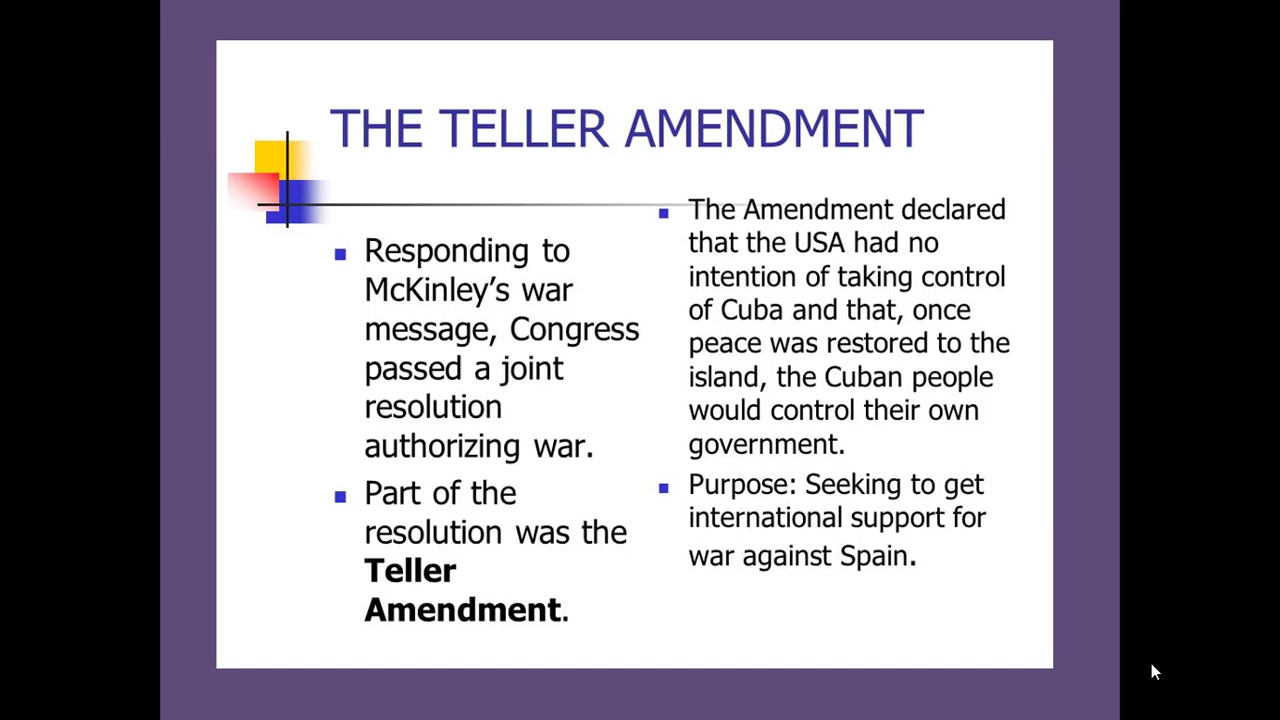 THE TELLER AMENDMENT
Responding to
McKinley’s war
message, Congress
passed a joint
resolution
authorizing war.
Part of the
resolution was the
Teller
Amendment.
The Amendment declared
that the USA had no
intention of taking control
of Cuba and that, once
peace was restored to the
island, the Cuban people
would control their own
government.
Purpose: Seeking to get
international support for
war against Spain.